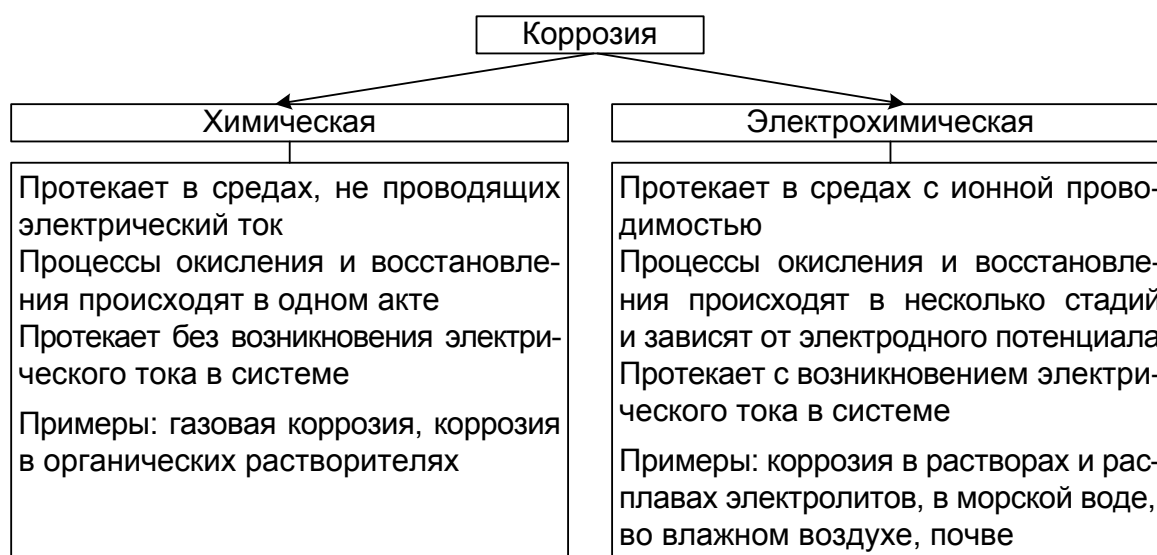 Коррозия
Химическая
Протекает в средах, не проводящих
электрический ток
Процессы окисления и восстановле-
ния происходят в одном акте
Протекает без возникновения электри-
ческого тока в системе
Примеры: газовая коррозия, коррозия
в органических растворителях
Электрохимическая
Протекает в средах с ионной прово-
димостью
Процессы окисления и восстановле-
ния происходят в несколько стадий
и зависят от электродного потенциала
Протекает с возникновением электри-
ческого тока в системе
Примеры: коррозия в растворах и рас-
плавах электролитов, в морской воде,
во влажном воздухе, почве